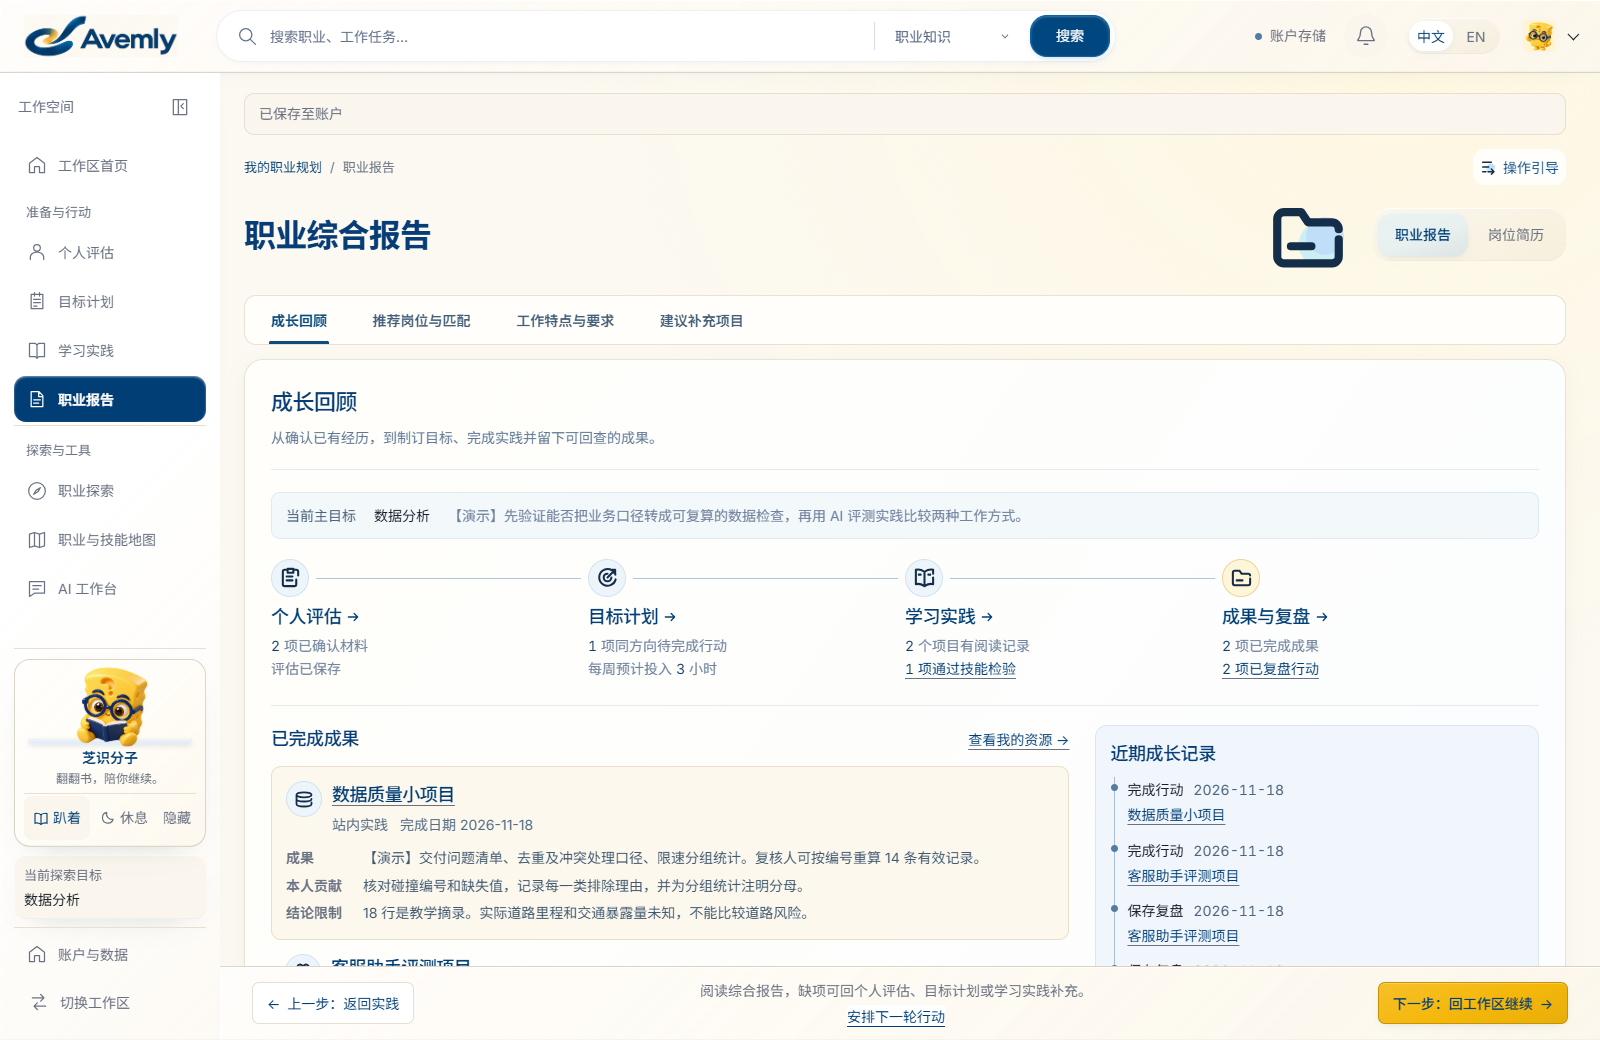 Avemly
搜索职业、工作任务...
职业知识
搜索
账户存储
中文
EN
工作空间
工作区首页
准备与行动
个人评估
目标计划
学习实践
职业报告
探索与工具
职业探索
职业与技能地图
AI 工作台
芝识分子
翻翻书，陪你继续。
趴着
休息
隐藏
当前探索目标
数据分析
账户与数据
切换工作区
已保存至账户
我的职业规划 / 职业报告
操作引导
职业综合报告
职业报告
岗位简历
成长回顾
推荐岗位与匹配
工作特点与要求
建议补充项目
成长回顾
从确认已有经历，到制订目标、完成实践并留下可回查的成果。
当前主目标 数据分析 【演示】先验证能否把业务口径转成可复算的数据检查，再用 AI 评测实践比较两种工作方式。
个人评估 →
2 项已确认材料
评估已保存
目标计划 →
1 项同方向待完成行动
每周预计投入 3 小时
学习实践 →
2 个项目有阅读记录
1 项通过技能检验
成果与复盘 →
2 项已完成成果
2 项已复盘行动
已完成成果
查看我的资源 →
数据质量小项目
站内实践 完成日期 2026-11-18
成果 【演示】交付问题清单、去重及冲突处理口径、限速分组统计。复核人可按编号重算 14 条有效记录。
本人贡献 核对碰撞编号和缺失值，记录每一类排除理由，并为分组统计注明分母。
结论限制 18 行是教学摘录。实际道路里程和交通暴露量未知，不能比较道路风险。
客服助手评测项目
近期成长记录
完成行动 2026-11-18
数据质量小项目
完成行动 2026-11-18
客服助手评测项目
保存复盘 2026-11-18
客服助手评测项目
← 上一步：返回实践
阅读综合报告，缺项可回个人评估、目标计划或学习实践补充。
安排下一轮行动
下一步：回工作区继续 →